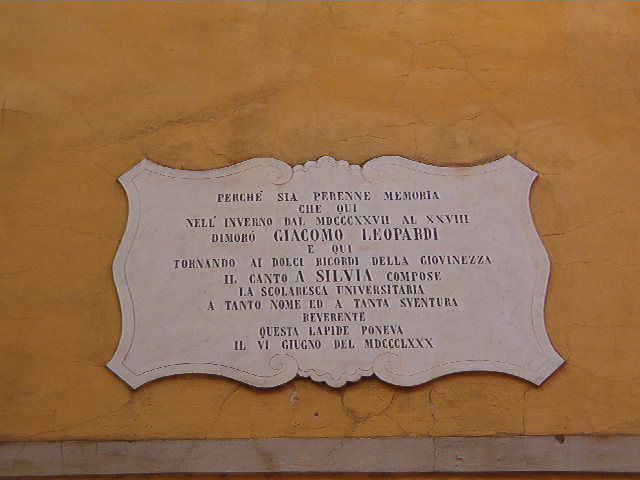 PERCHE' SIA PERENNE MEMORIA
CHE QUI
NELL' INVERNO DAL MDCCCXXVII AL XXVIII
DIMORÒ GIACOMO LEOPARDI
E QUI
TORNANDO AI DOLCI RICORDI DELLA GIOVINEZZA
IL CANTO A SILVIA COMPOSE
LA SCOLARESCA UNIVERSITARIA
A TANTO NOME ED A TANTA SVENTURA
REVERENTE
QUESTA LAPIDE PONEVA
IL VI GIUGNO DEL MDCCCLXXX